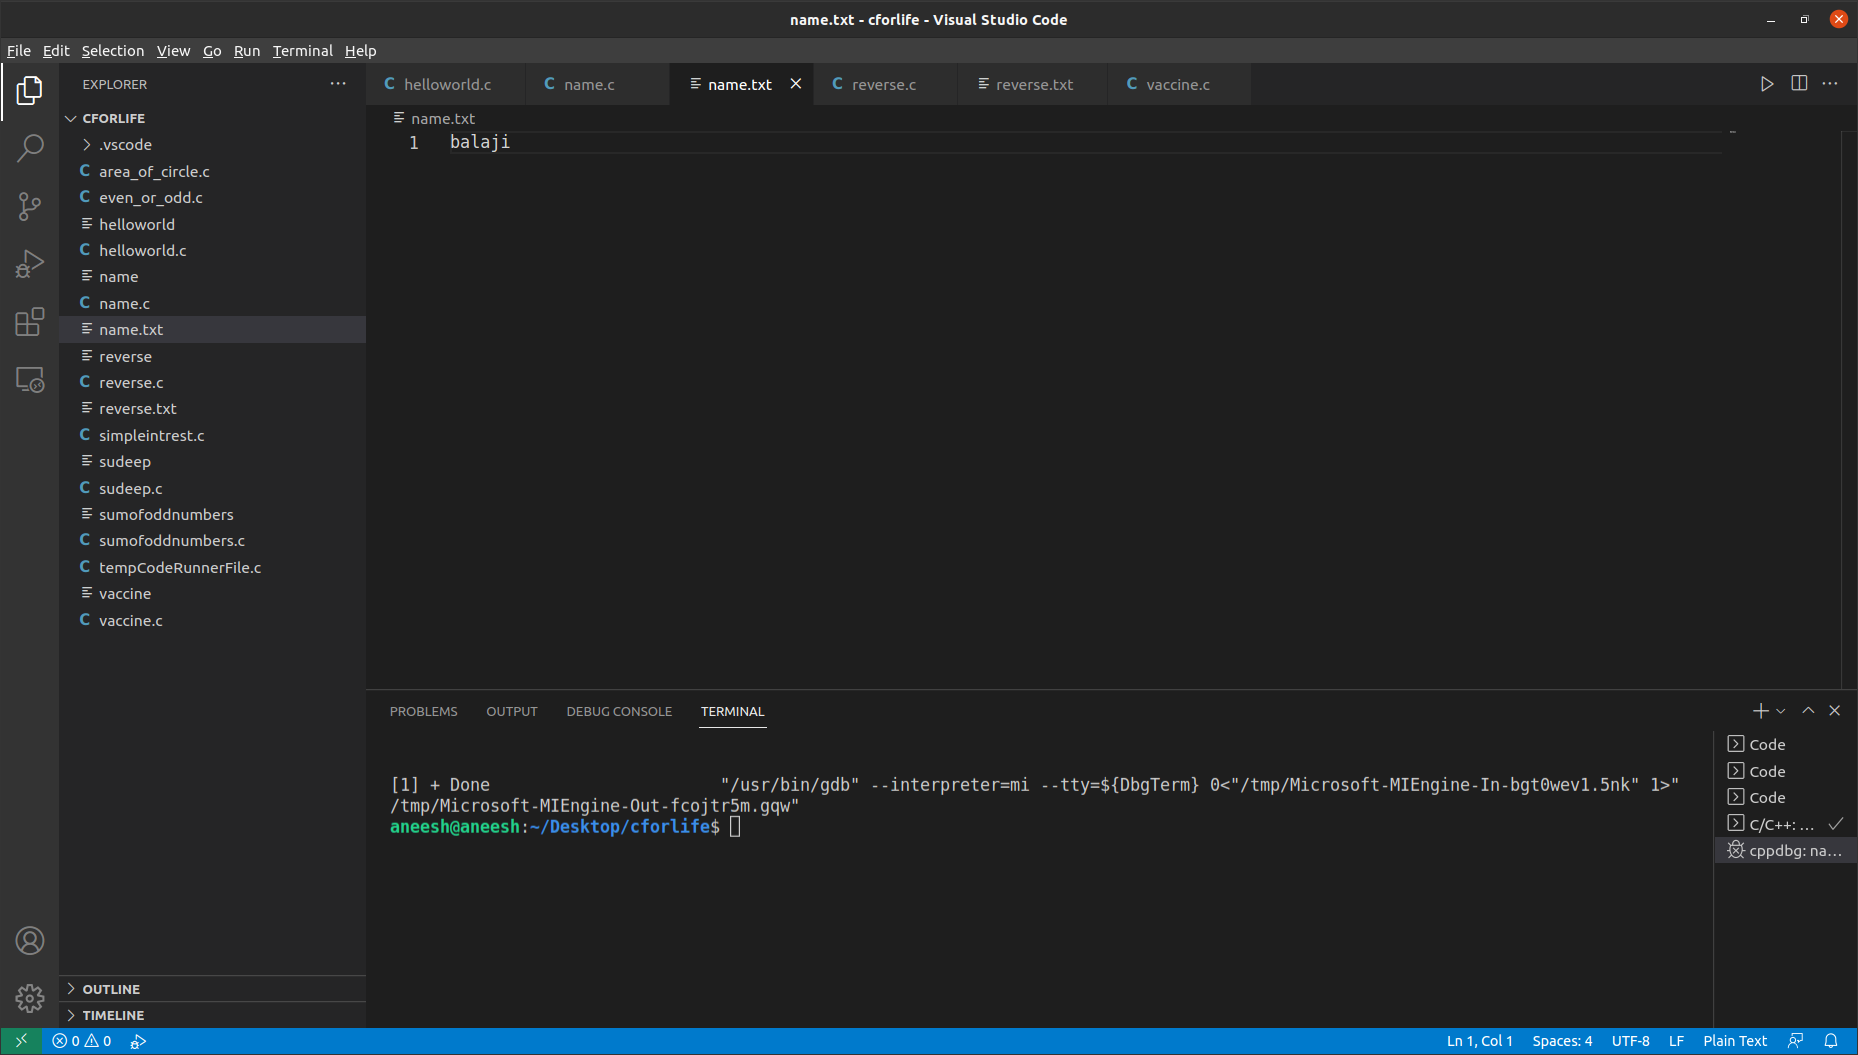 name.txt - cforlife - Visual Studio Code
File Edit Selection View Go Run Terminal Help
EXPLORER
CFORLIFE
.vscode
area_of_circle.c
even_or_odd.c
helloworld
helloworld.c
name
name.c
name.txt
reverse
reverse.c
reverse.txt
simpleintrest.c
sudeep
sudeep.c
sumofoddnumbers
sumofoddnumbers.c
tempCodeRunnerFile.c
vaccine
vaccine.c
OUTLINE
TIMELINE
helloworld.c name.c name.txt reverse.c reverse.txt vaccine.c
name.txt
1 balaji
PROBLEMS OUTPUT DEBUG CONSOLE TERMINAL
[1] + Done "/usr/bin/gdb" --interpreter=mi --tty=${DbgTerm} 0<"/tmp/Microsoft-MIEngine-In-bgt0wev1.5nk" 1>"
/tmp/Microsoft-MIEngine-Out-fcojtr5m.gqw"
aneesh@aneesh:~/Desktop/cforlife$
Code
Code
Code
C/C++: ...
cppdbg: na...
0 0 Ln 1, Col 1 Spaces: 4 UTF-8 LF Plain Text